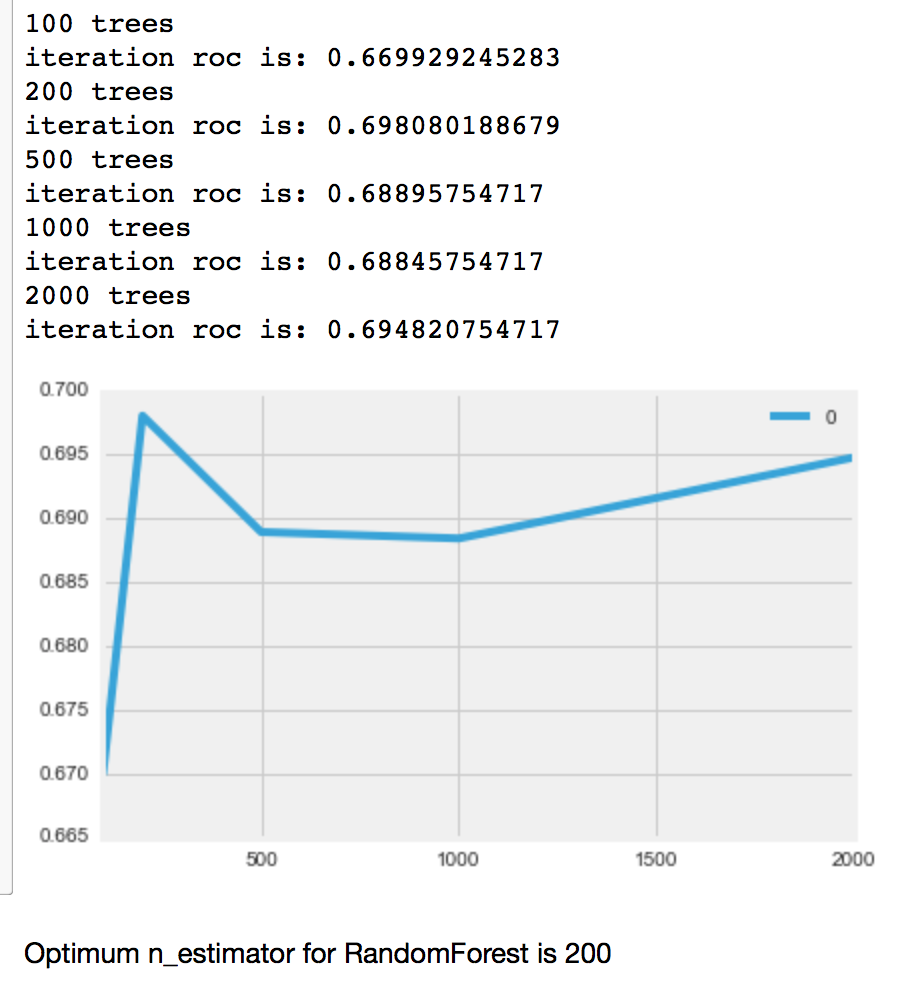 100 trees
iteration roc is: 0.669929245283
200 trees
iteration roc is: 0.698080188679
500 trees
iteration roc is: 0.68895754717
1000 trees
iteration roc is: 0.68845754717
2000 trees
iteration roc is: 0.694820754717
0.700
0
0.695
0.690
0.685
0.680
0.675
0.670
0.665
500 1000 1500 2000
Optimum n_estimator for RandomForest is 200